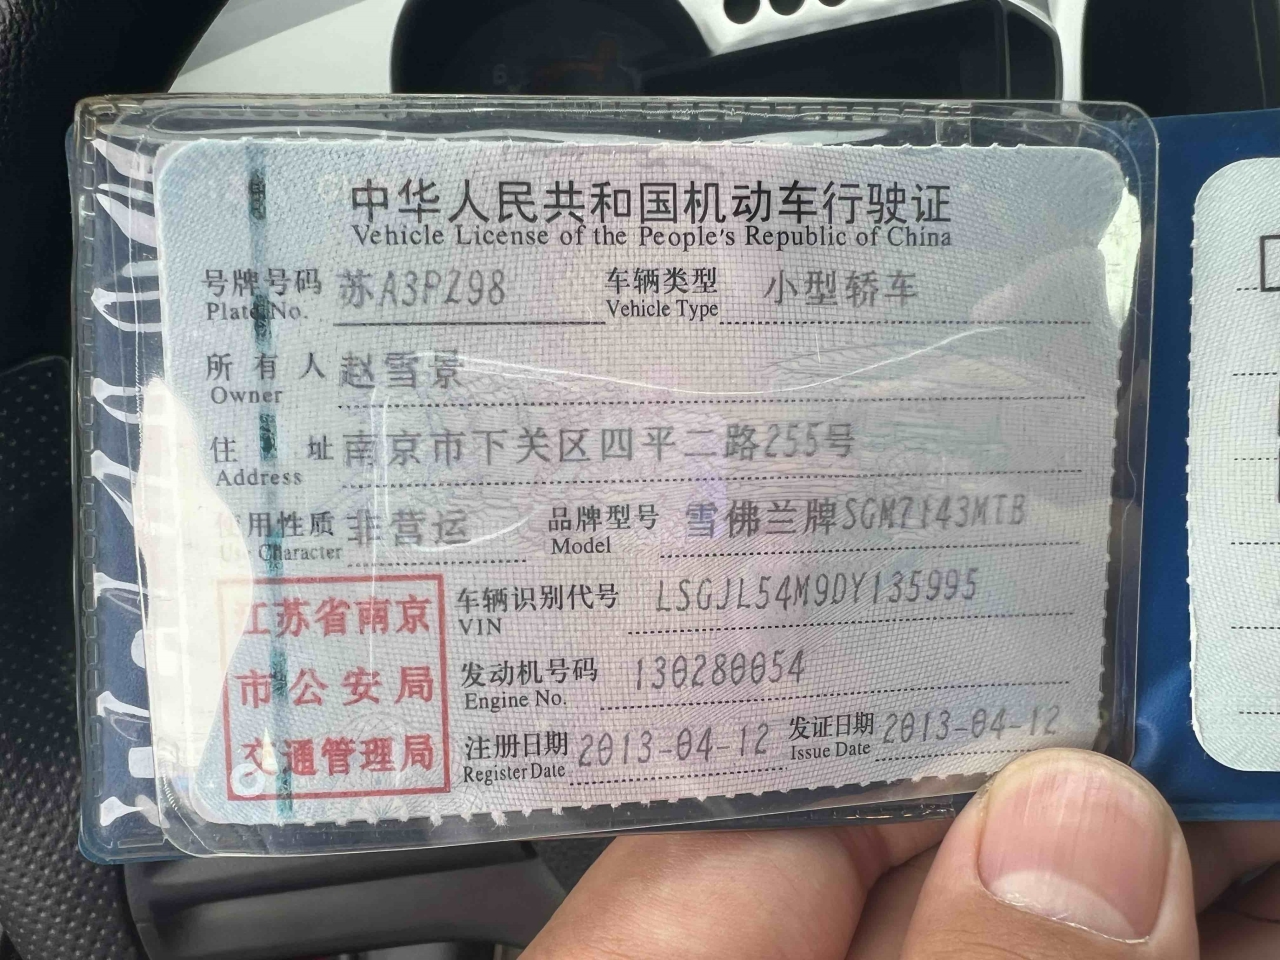 中华人民共和国机动车行驶证
Vehicle License of the People's Republic of China
号牌号码 苏A3PZ98 车辆类型 小型轿车
Plate No. Vehicle Type
所有人 赵雪景
Owner
住址 南京市下关区四平二路255号
Address
使用性质 非营运 品牌型号 雪佛兰牌SGM7143MTB
Use Character Model
江苏省南京
市公安局
交通管理局
车辆识别代号 LSGJL54M9DY135995
VIN
发动机号码 130280054
Engine No.
注册日期 2013-04-12 发证日期 2013-04-12
Register Date Issue Date